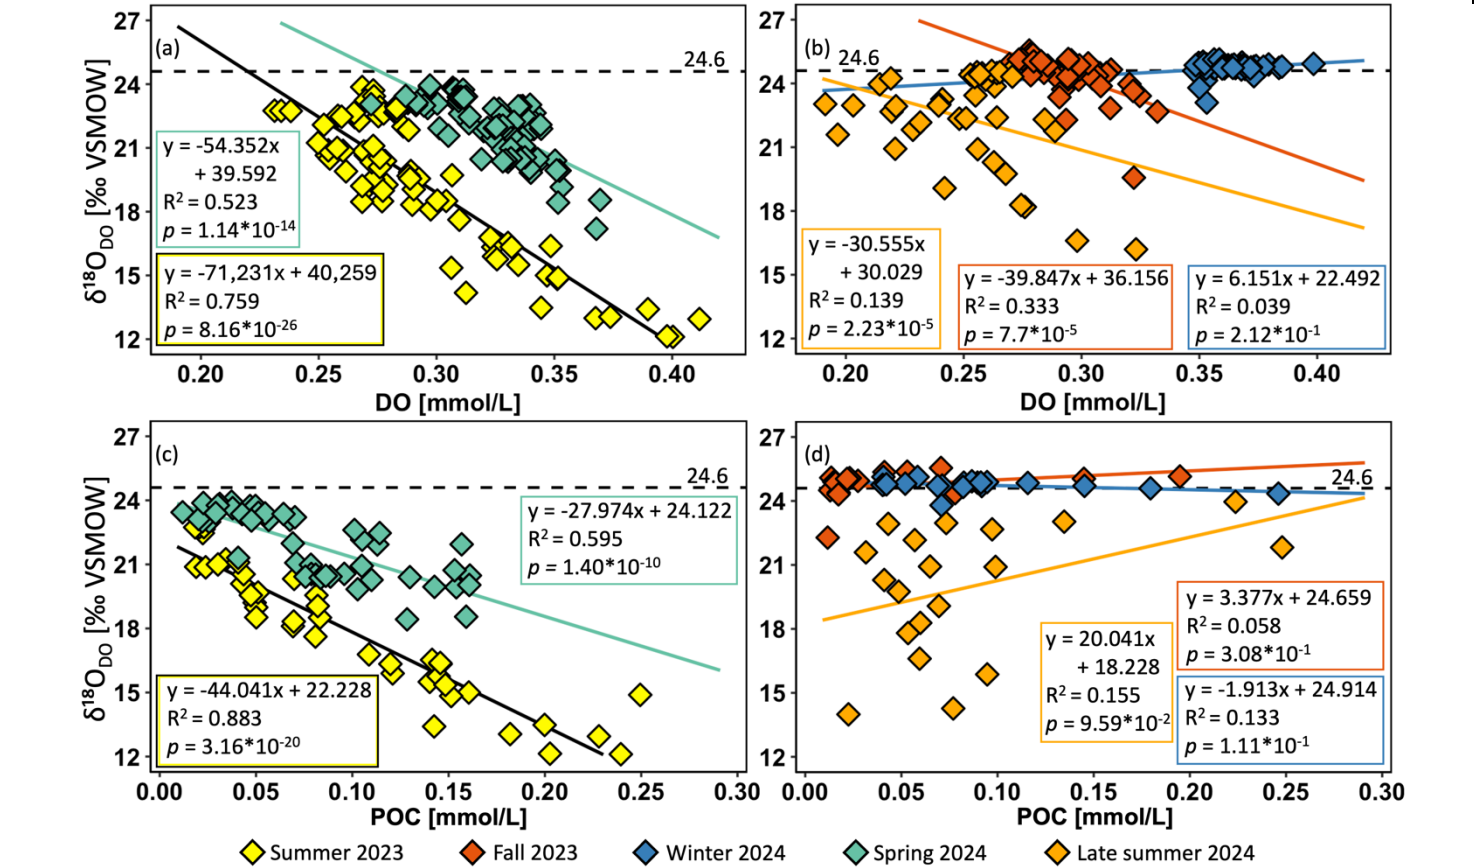 27
24
21
18
15
12
δ¹⁸O_DO [‰ VSMOW]
(a)
24.6
y = -54.352x
+ 39.592
R² = 0.523
p = 1.14*10⁻¹⁴
y = -71,231x + 40,259
R² = 0.759
p = 8.16*10⁻²⁶
0.20 0.25 0.30 0.35 0.40
DO [mmol/L]
27
24
21
18
15
12
(b)
24.6
y = -30.555x
+ 30.029
R² = 0.139
p = 2.23*10⁻⁵
y = -39.847x + 36.156
R² = 0.333
p = 7.7*10⁻⁵
y = 6.151x + 22.492
R² = 0.039
p = 2.12*10⁻¹
0.20 0.25 0.30 0.35 0.40
DO [mmol/L]
27
24
21
18
15
12
δ¹⁸O_DO [‰ VSMOW]
(c)
24.6
y = -27.974x + 24.122
R² = 0.595
p = 1.40*10⁻¹⁰
y = -44.041x + 22.228
R² = 0.883
p = 3.16*10⁻²⁰
0.00 0.05 0.10 0.15 0.20 0.25 0.30
POC [mmol/L]
27
24
21
18
15
12
(d)
24.6
y = 20.041x
+ 18.228
R² = 0.155
p = 9.59*10⁻²
y = 3.377x + 24.659
R² = 0.058
p = 3.08*10⁻¹
y = -1.913x + 24.914
R² = 0.133
p = 1.11*10⁻¹
0.00 0.05 0.10 0.15 0.20 0.25 0.30
POC [mmol/L]
Summer 2023 Fall 2023 Winter 2024 Spring 2024 Late summer 2024